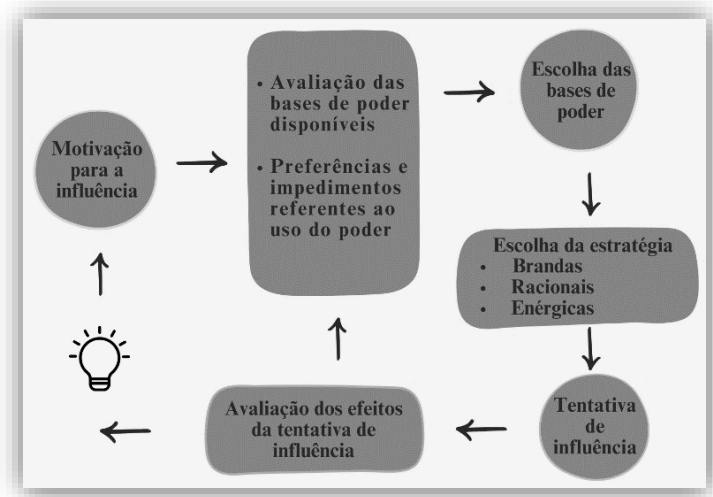 Motivação
para a
influência
• Avaliação das
bases de poder
disponíveis
• Preferências e
impedimentos
referentes ao
uso do poder
Escolha das
bases de
poder
Escolha da estratégia
• Brandas
• Racionais
• Enérgicas
Tentativa
de
influência
Avaliação dos efeitos
da tentativa de
influência